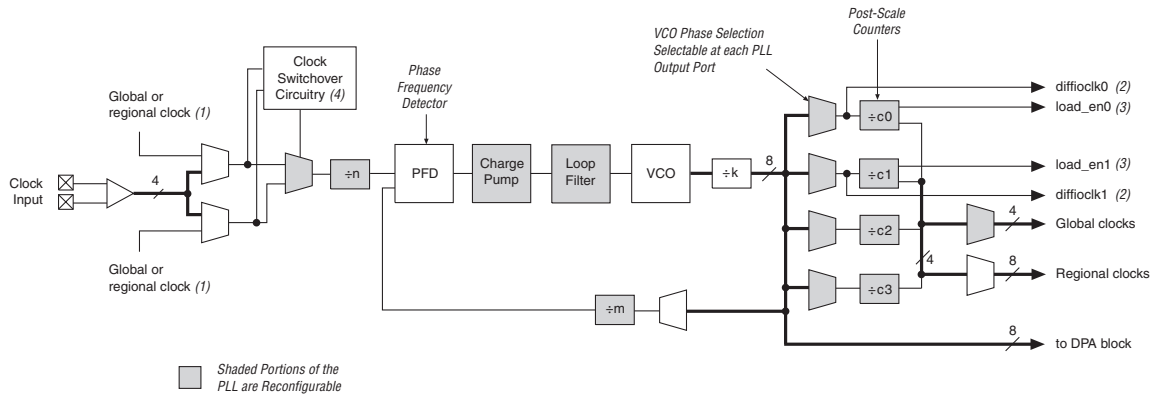 VCO Phase Selection
Selectable at each PLL
Output Port
Post-Scale
Counters
Clock
Switchover
Circuitry (4)
Phase
Frequency
Detector
Global or
regional clock (1)
Clock
Input
4
÷n
PFD
Charge
Pump
Loop
Filter
VCO
÷k
8
÷c0
÷c1
÷c2
÷c3
4
diffioclk0 (2)
load_en0 (3)
load_en1 (3)
diffioclk1 (2)
4
Global clocks
8
Regional clocks
8
to DPA block
Global or
regional clock (1)
÷m
Shaded Portions of the
PLL are Reconfigurable